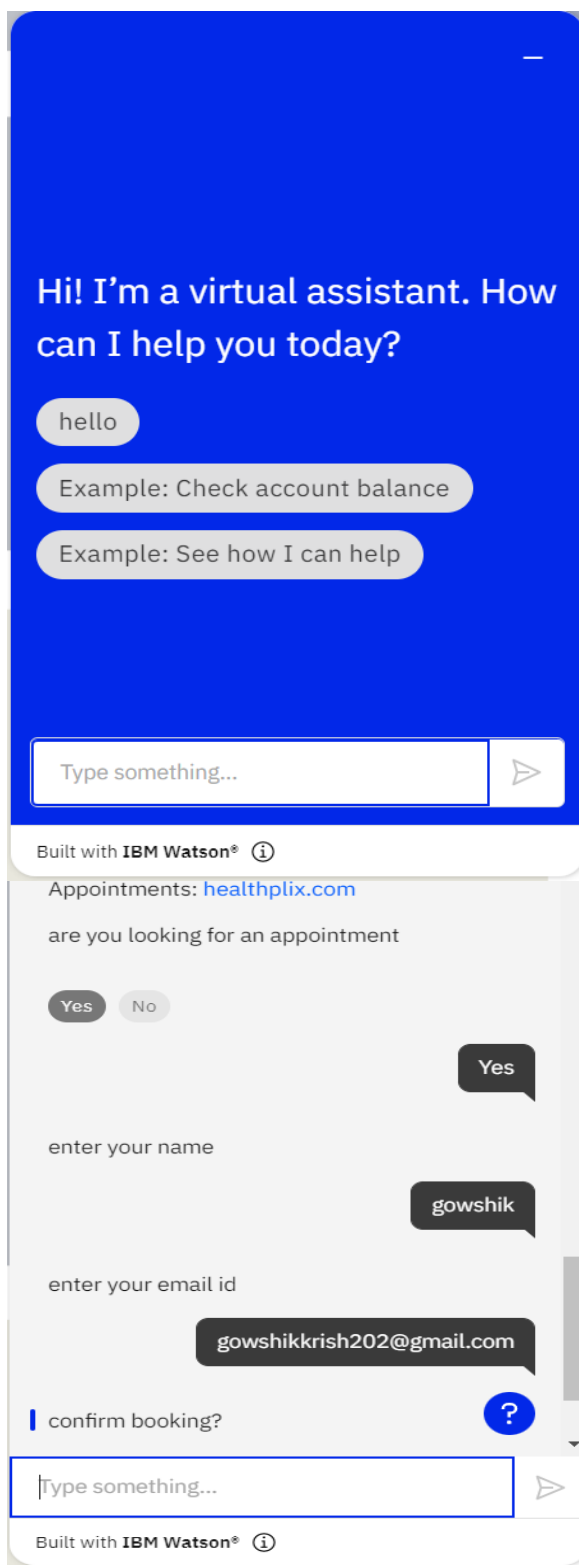 Hi! I’m a virtual assistant. How
can I help you today?
hello
Example: Check account balance
Example: See how I can help
Type something...
Built with IBM Watson®
Appointments: healthplix.com
are you looking for an appointment
Yes No
Yes
enter your name
gowshik
enter your email id
gowshikkrish202@gmail.com
confirm booking?
?
Type something...
Built with IBM Watson®